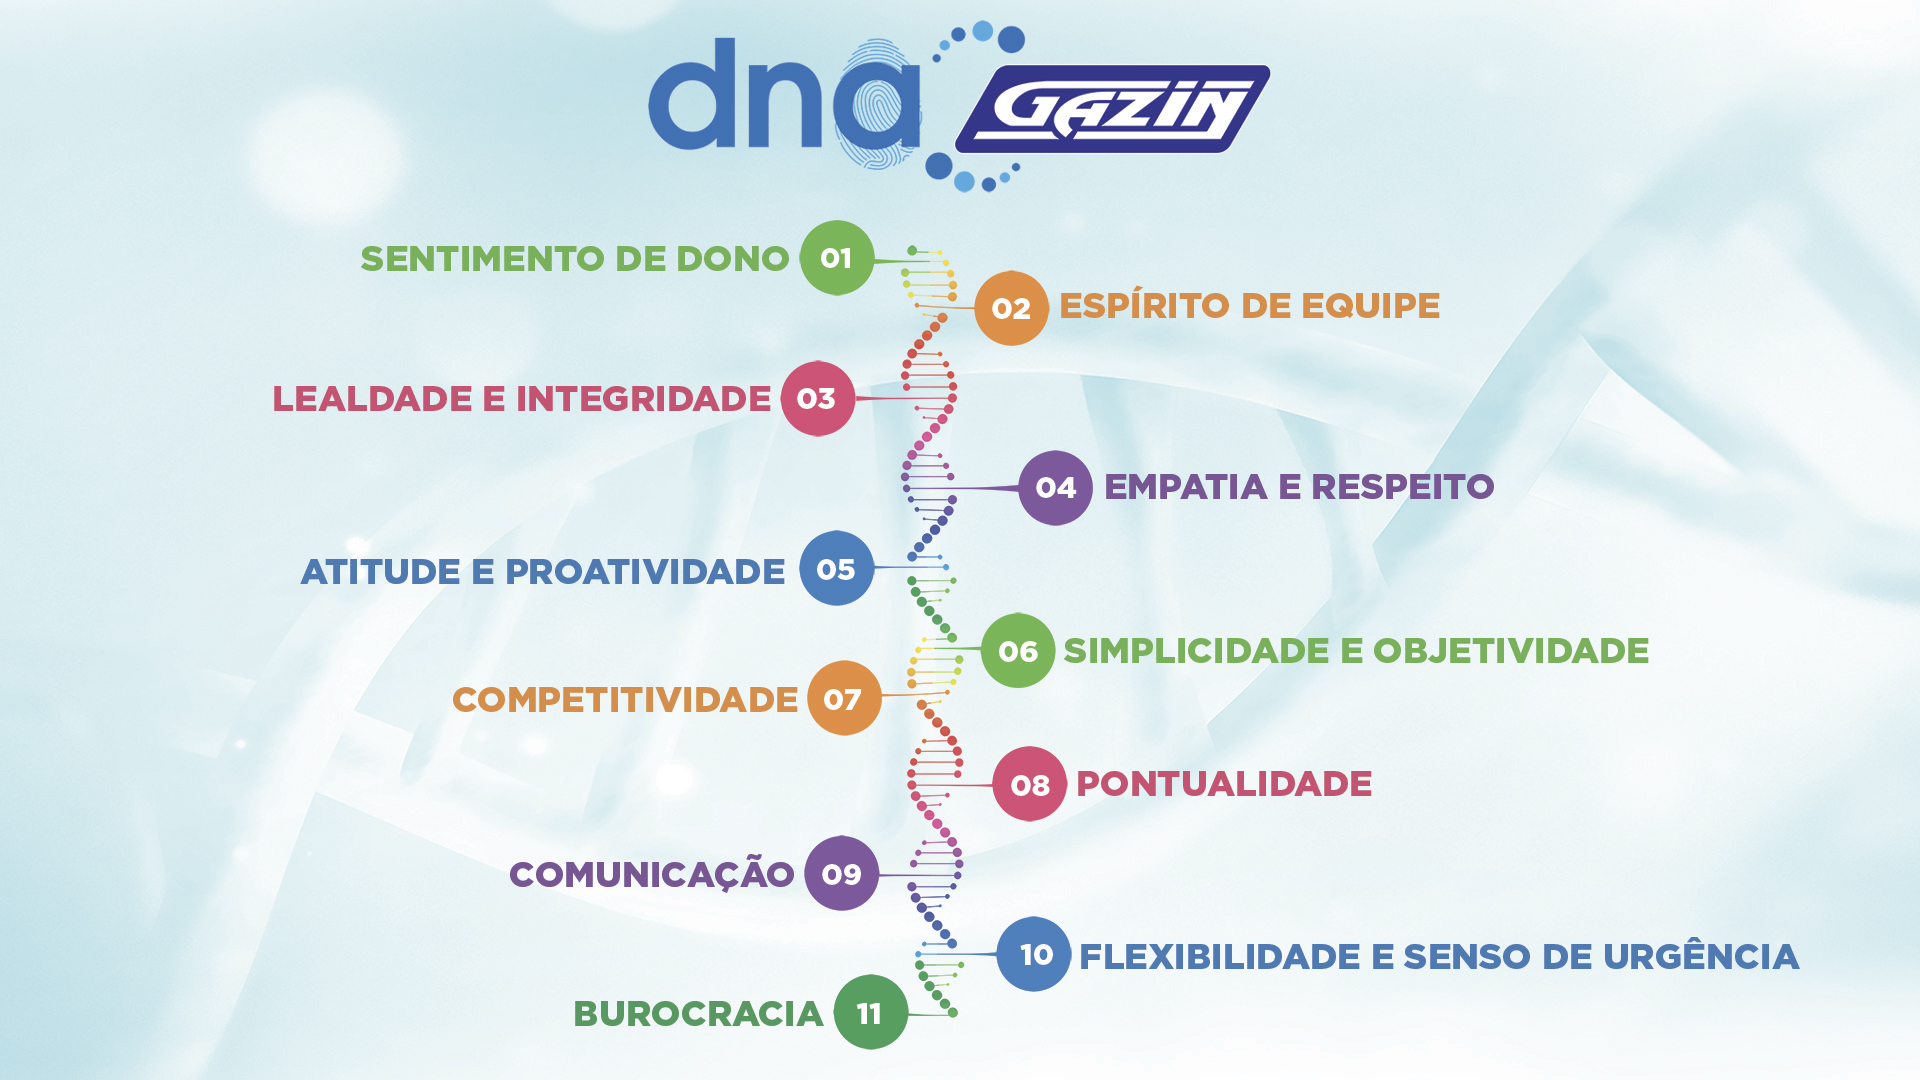 dna GAZIN
SENTIMENTO DE DONO 01
02 ESPÍRITO DE EQUIPE
LEALDADE E INTEGRIDADE 03
04 EMPATIA E RESPEITO
ATITUDE E PROATIVIDADE 05
06 SIMPLICIDADE E OBJETIVIDADE
COMPETITIVIDADE 07
08 PONTUALIDADE
COMUNICAÇÃO 09
10 FLEXIBILIDADE E SENSO DE URGÊNCIA
BUROCRACIA 11